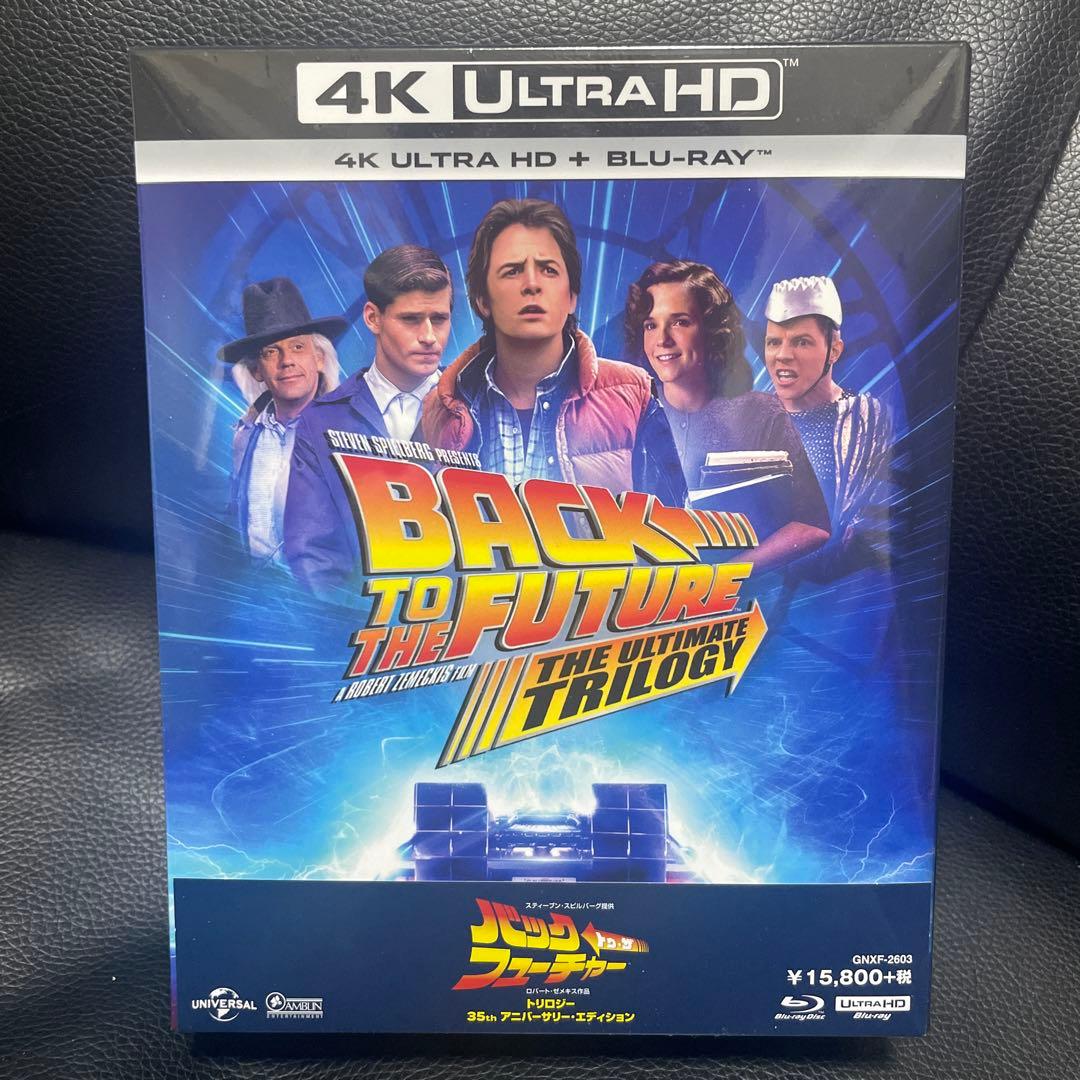 4K ULTRAHD™
4K ULTRA HD + BLU-RAY™
STEVEN SPIELBERG PRESENTS
BACK
TO
THE FUTURE™
THE ULTIMATE
TRILOGY
A ROBERT ZEMECKIS FILM
スティーブン・スピルバーグ提供
バック
トゥ・ザ
フューチャー
ロバート・ゼメキス作品
トリロジー
35th アニバーサリー・エディション
UNIVERSAL
AMBLIN
ENTERTAINMENT
GNXF-2603
¥15,800+税
Blu-ray Disc™
ULTRAHD
Blu-ray